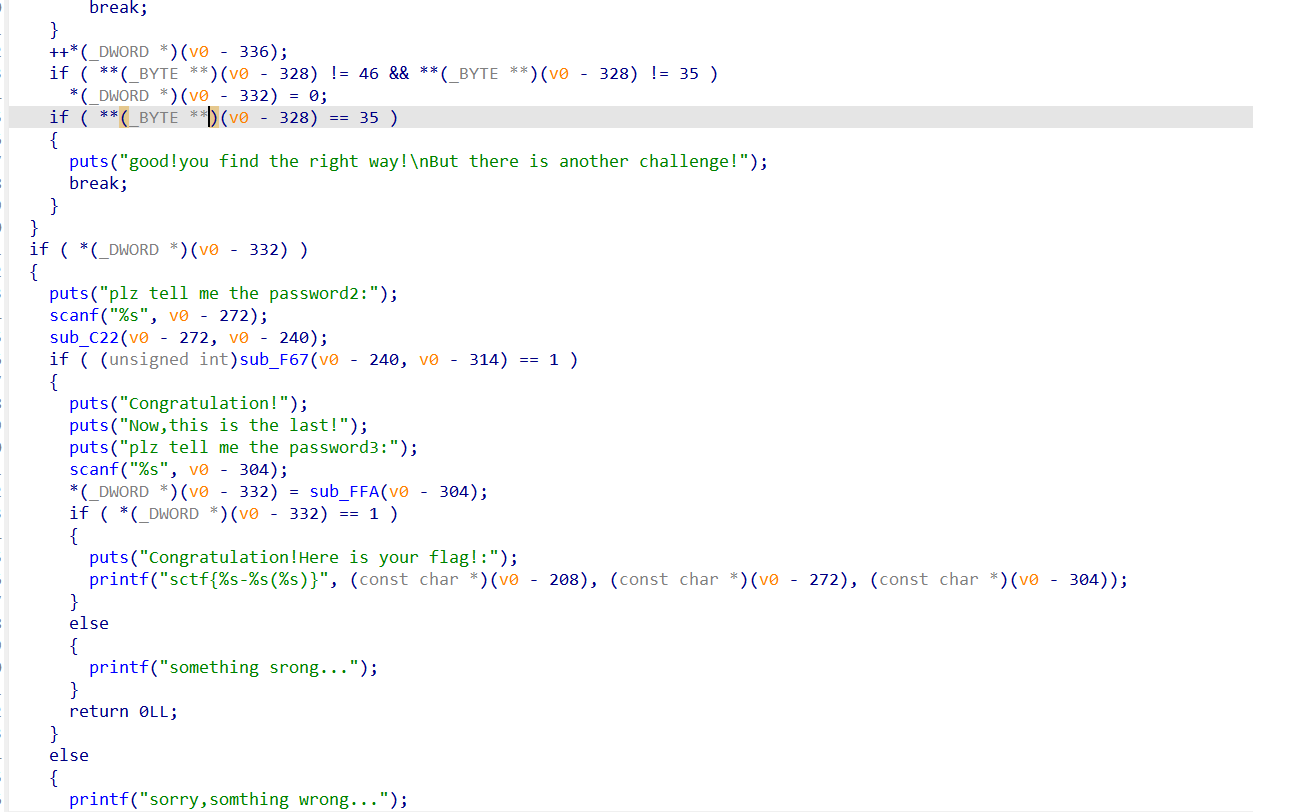 break;
}
++*(_DWORD *)(v0 - 336);
if ( **(_BYTE **)(v0 - 328) != 46 && **(_BYTE **)(v0 - 328) != 35 )
*(_DWORD *)(v0 - 332) = 0;
if ( **(_BYTE **)(v0 - 328) == 35 )
{
puts("good!you find the right way!\nBut there is another challenge!");
break;
}
}
if ( *(_DWORD *)(v0 - 332) )
{
puts("plz tell me the password2:");
scanf("%s", v0 - 272);
sub_C22(v0 - 272, v0 - 240);
if ( (unsigned int)sub_F67(v0 - 240, v0 - 314) == 1 )
{
puts("Congratulation!");
puts("Now,this is the last!");
puts("plz tell me the password3:");
scanf("%s", v0 - 304);
*(_DWORD *)(v0 - 332) = sub_FFA(v0 - 304);
if ( *(_DWORD *)(v0 - 332) == 1 )
{
puts("Congratulation!Here is your flag!:");
printf("sctf{%s-%s(%s)}", (const char *)(v0 - 208), (const char *)(v0 - 272), (const char *)(v0 - 304));
}
else
{
printf("something srong...");
}
return 0LL;
}
else
{
printf("sorry,somthing wrong...");